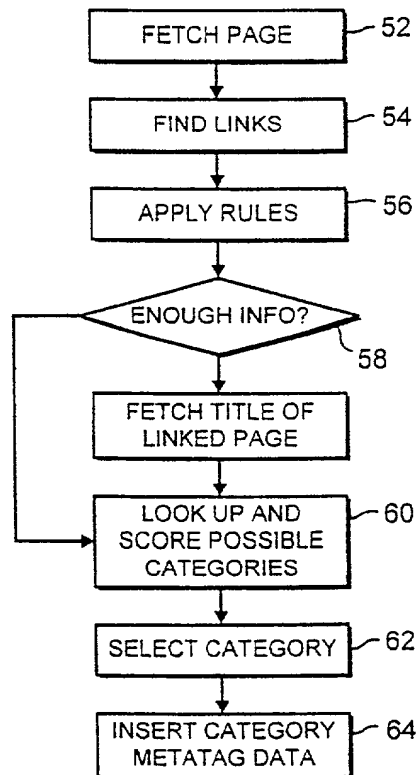 FETCH PAGE
52
FIND LINKS
54
APPLY RULES
56
ENOUGH INFO?
58
FETCH TITLE OF
LINKED PAGE
LOOK UP AND
SCORE POSSIBLE
CATEGORIES
60
SELECT CATEGORY
62
INSERT CATEGORY
METATAG DATA
64